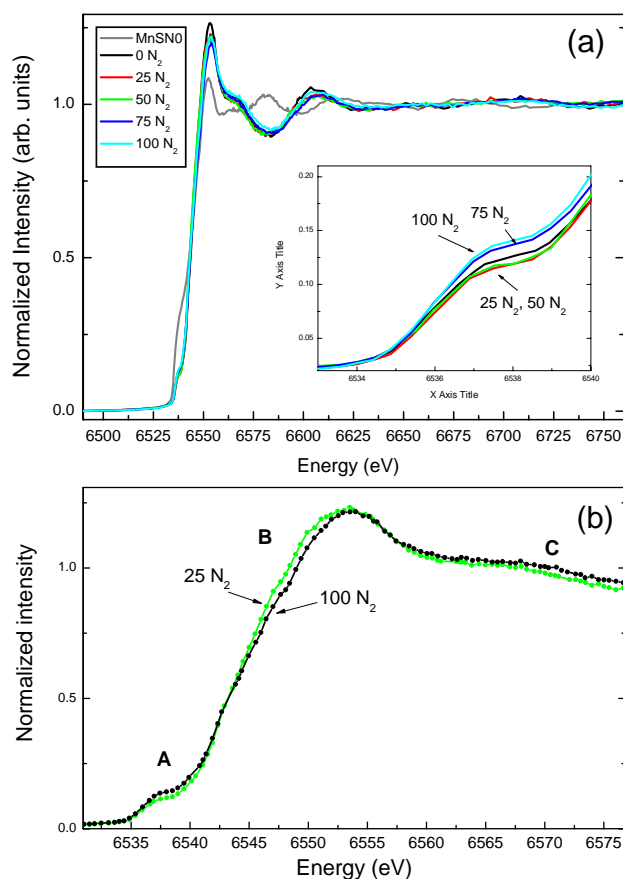 (a)
MnSN0
0 N2
25 N2
50 N2
75 N2
100 N2
Normalized Intensity (arb. units)
1.0
0.5
0.0
6500 6525 6550 6575 6600 6625 6650 6675 6700 6725 6750
Energy (eV)
Y Axis Title
0.20
0.15
0.10
0.05
6534 6536 6538 6540
X Axis Title
75 N2
100 N2
25 N2, 50 N2
(b)
Normalized intensity
1.0
0.5
0.0
B
C
25 N2
100 N2
A
6535 6540 6545 6550 6555 6560 6565 6570 6575
Energy (eV)